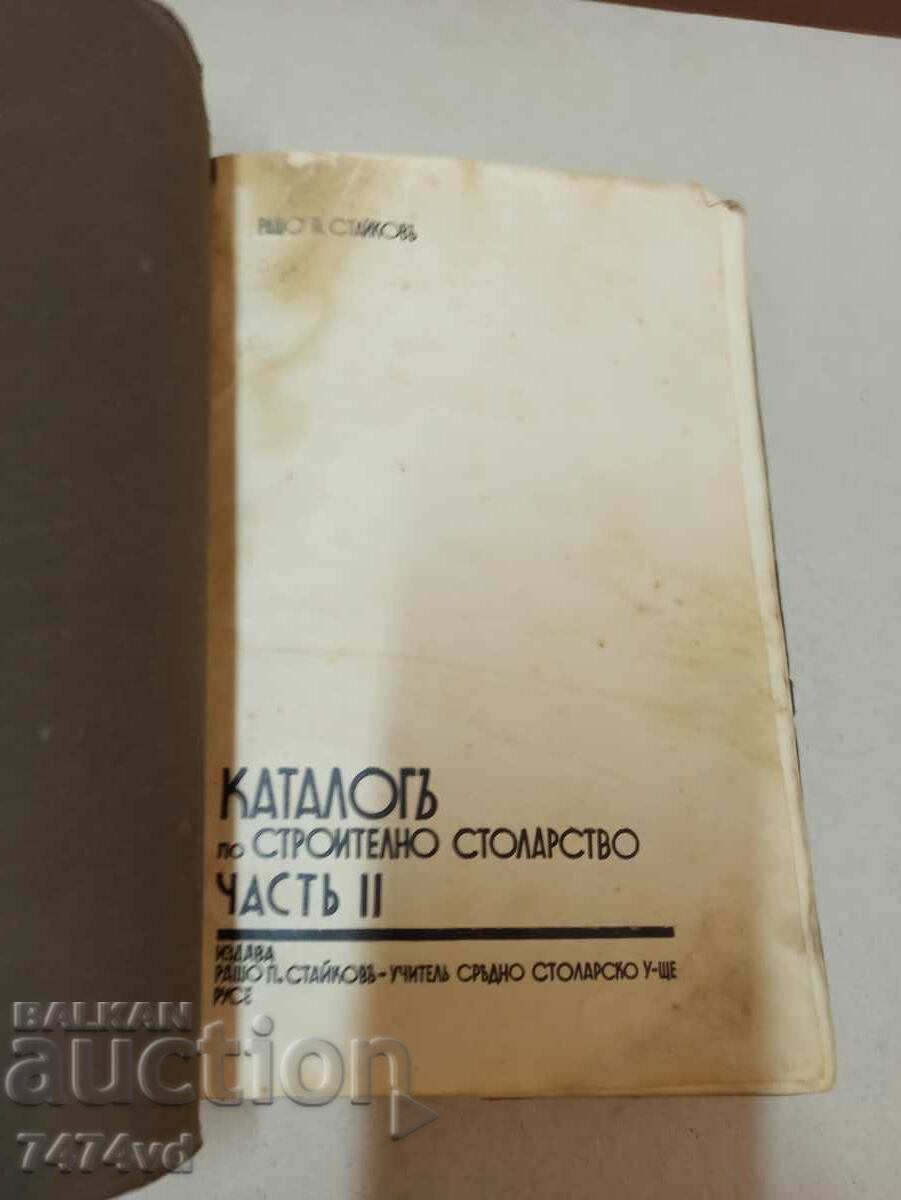 РАШО П. СТАЙКОВЪ
КАТАЛОГЪ
ПО СТРОИТЕЛНО СТОЛАРСТВО
ЧАСТЬ II
ИЗДАВА
РАШО П. СТАЙКОВЪ – УЧИТЕЛЬ СРѢДНО СТОЛАРСКО У-ЩЕ
РУСЕ
BALKAN
auction
7474vd